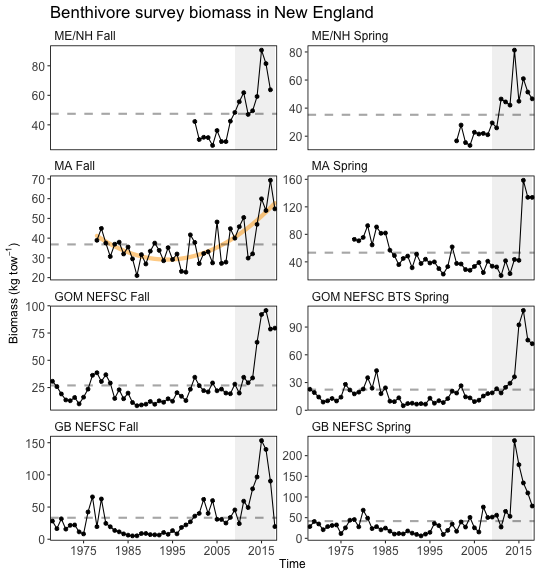 Benthivore survey biomass in New England
ME/NH Fall
ME/NH Spring
80
60
40
80
60
40
20
MA Fall
MA Spring
70
60
50
40
30
20
160
120
80
40
GOM NEFSC Fall
GOM NEFSC BTS Spring
100
75
50
25
90
60
30
0
GB NEFSC Fall
GB NEFSC Spring
150
100
50
0
200
150
100
50
0
1975 1985 1995 2005 2015
1975 1985 1995 2005 2015
Biomass (kg tow⁻¹)
Time